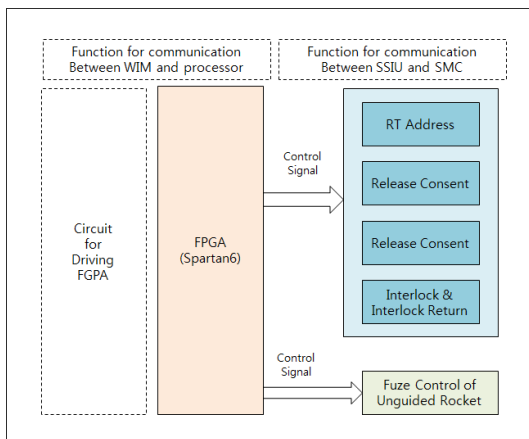 Function for communication
Between WIM and processor
Function for communication
Between SSIU and SMC
Circuit
for
Driving
FGPA
FPGA
(Spartan6)
Control
Signal
RT Address
Release Consent
Release Consent
Interlock &
Interlock Return
Control
Signal
Fuze Control of
Unguided Rocket